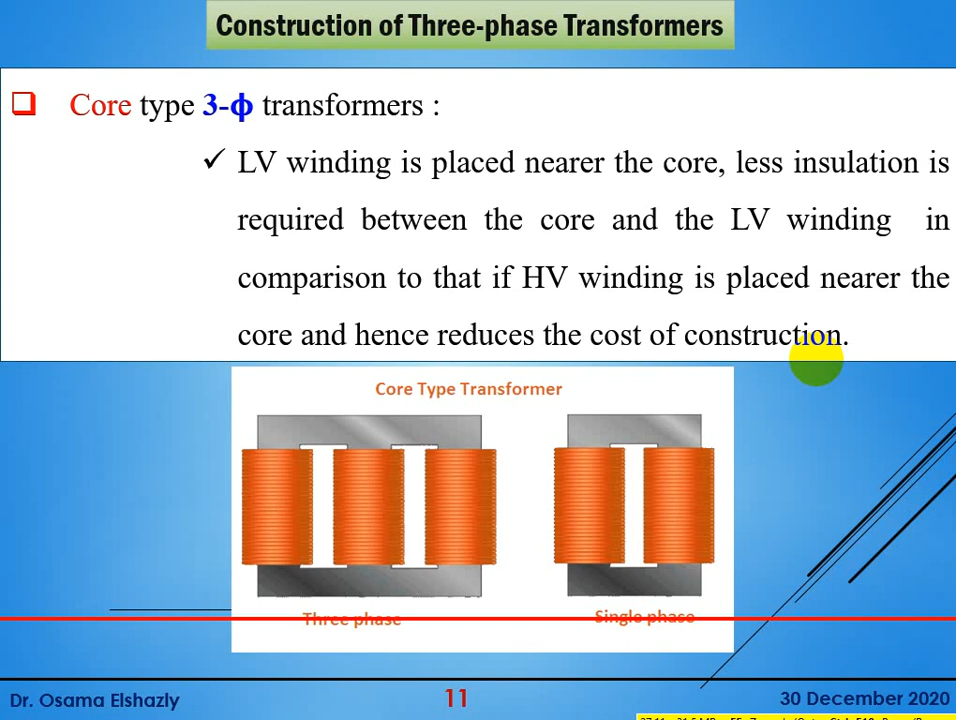 Construction of Three-phase Transformers
Core type 3-ϕ transformers :
LV winding is placed nearer the core, less insulation is
required between the core and the LV winding in
comparison to that if HV winding is placed nearer the
core and hence reduces the cost of construction.
Core Type Transformer
Three phase
Single phase
Dr. Osama Elshazly
11
30 December 2020